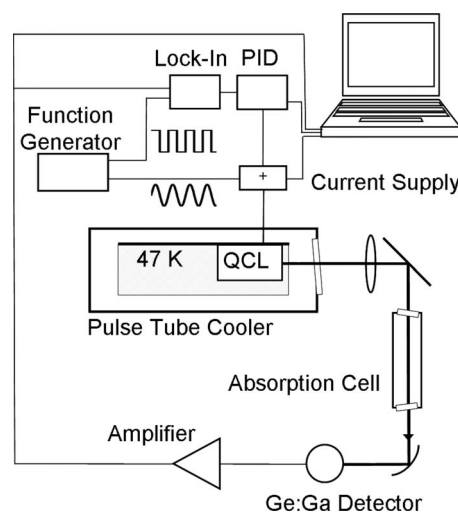 Lock-In PID
Function
Generator
+
Current Supply
47 K QCL
Pulse Tube Cooler
Absorption Cell
Amplifier
Ge:Ga Detector